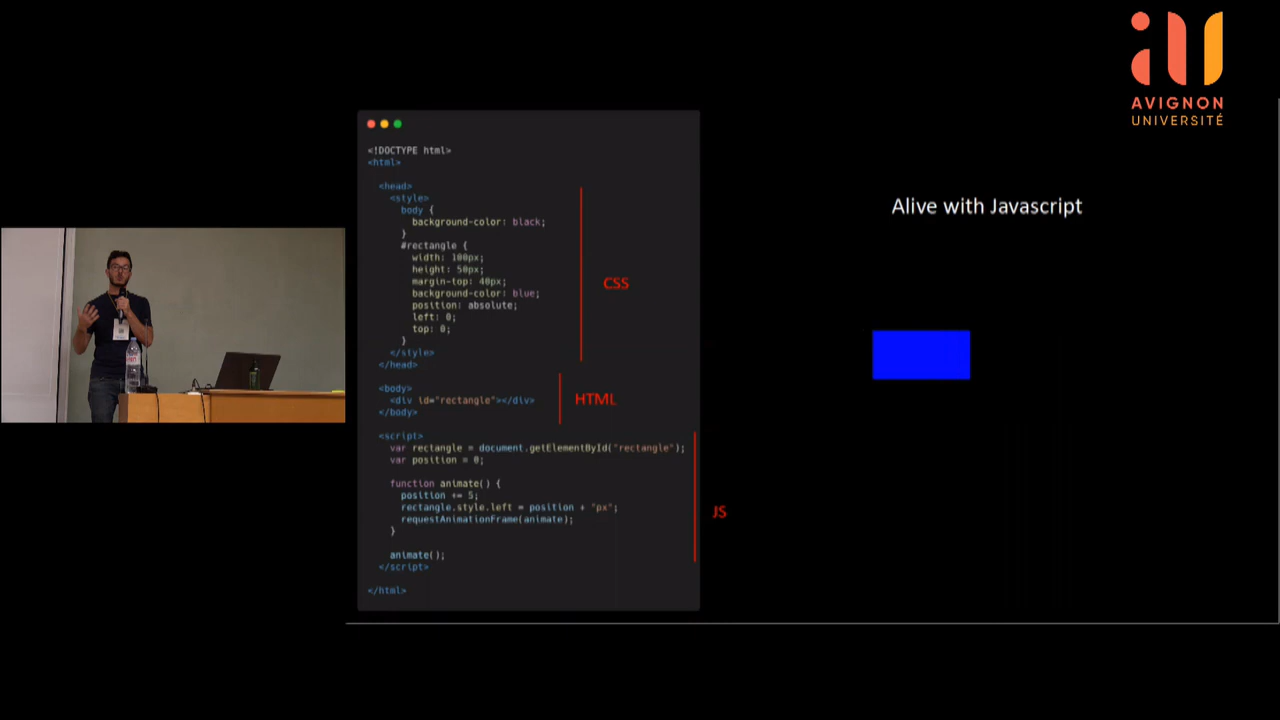 AVIGNON
UNIVERSITÉ
Alive with Javascript
<!DOCTYPE html>
<html>
<head>
<style>
body {
background-color: black;
}
#rectangle {
width: 100px;
height: 50px;
margin-top: 40px;
background-color: blue;
position: absolute;
left: 0;
top: 0;
}
</style>
</head>
CSS
<body>
<div id="rectangle"></div>
</body>
HTML
<script>
var rectangle = document.getElementById("rectangle");
var position = 0;
function animate() {
position += 5;
rectangle.style.left = position + "px";
requestAnimationFrame(animate);
}
animate();
</script>
JS
</html>